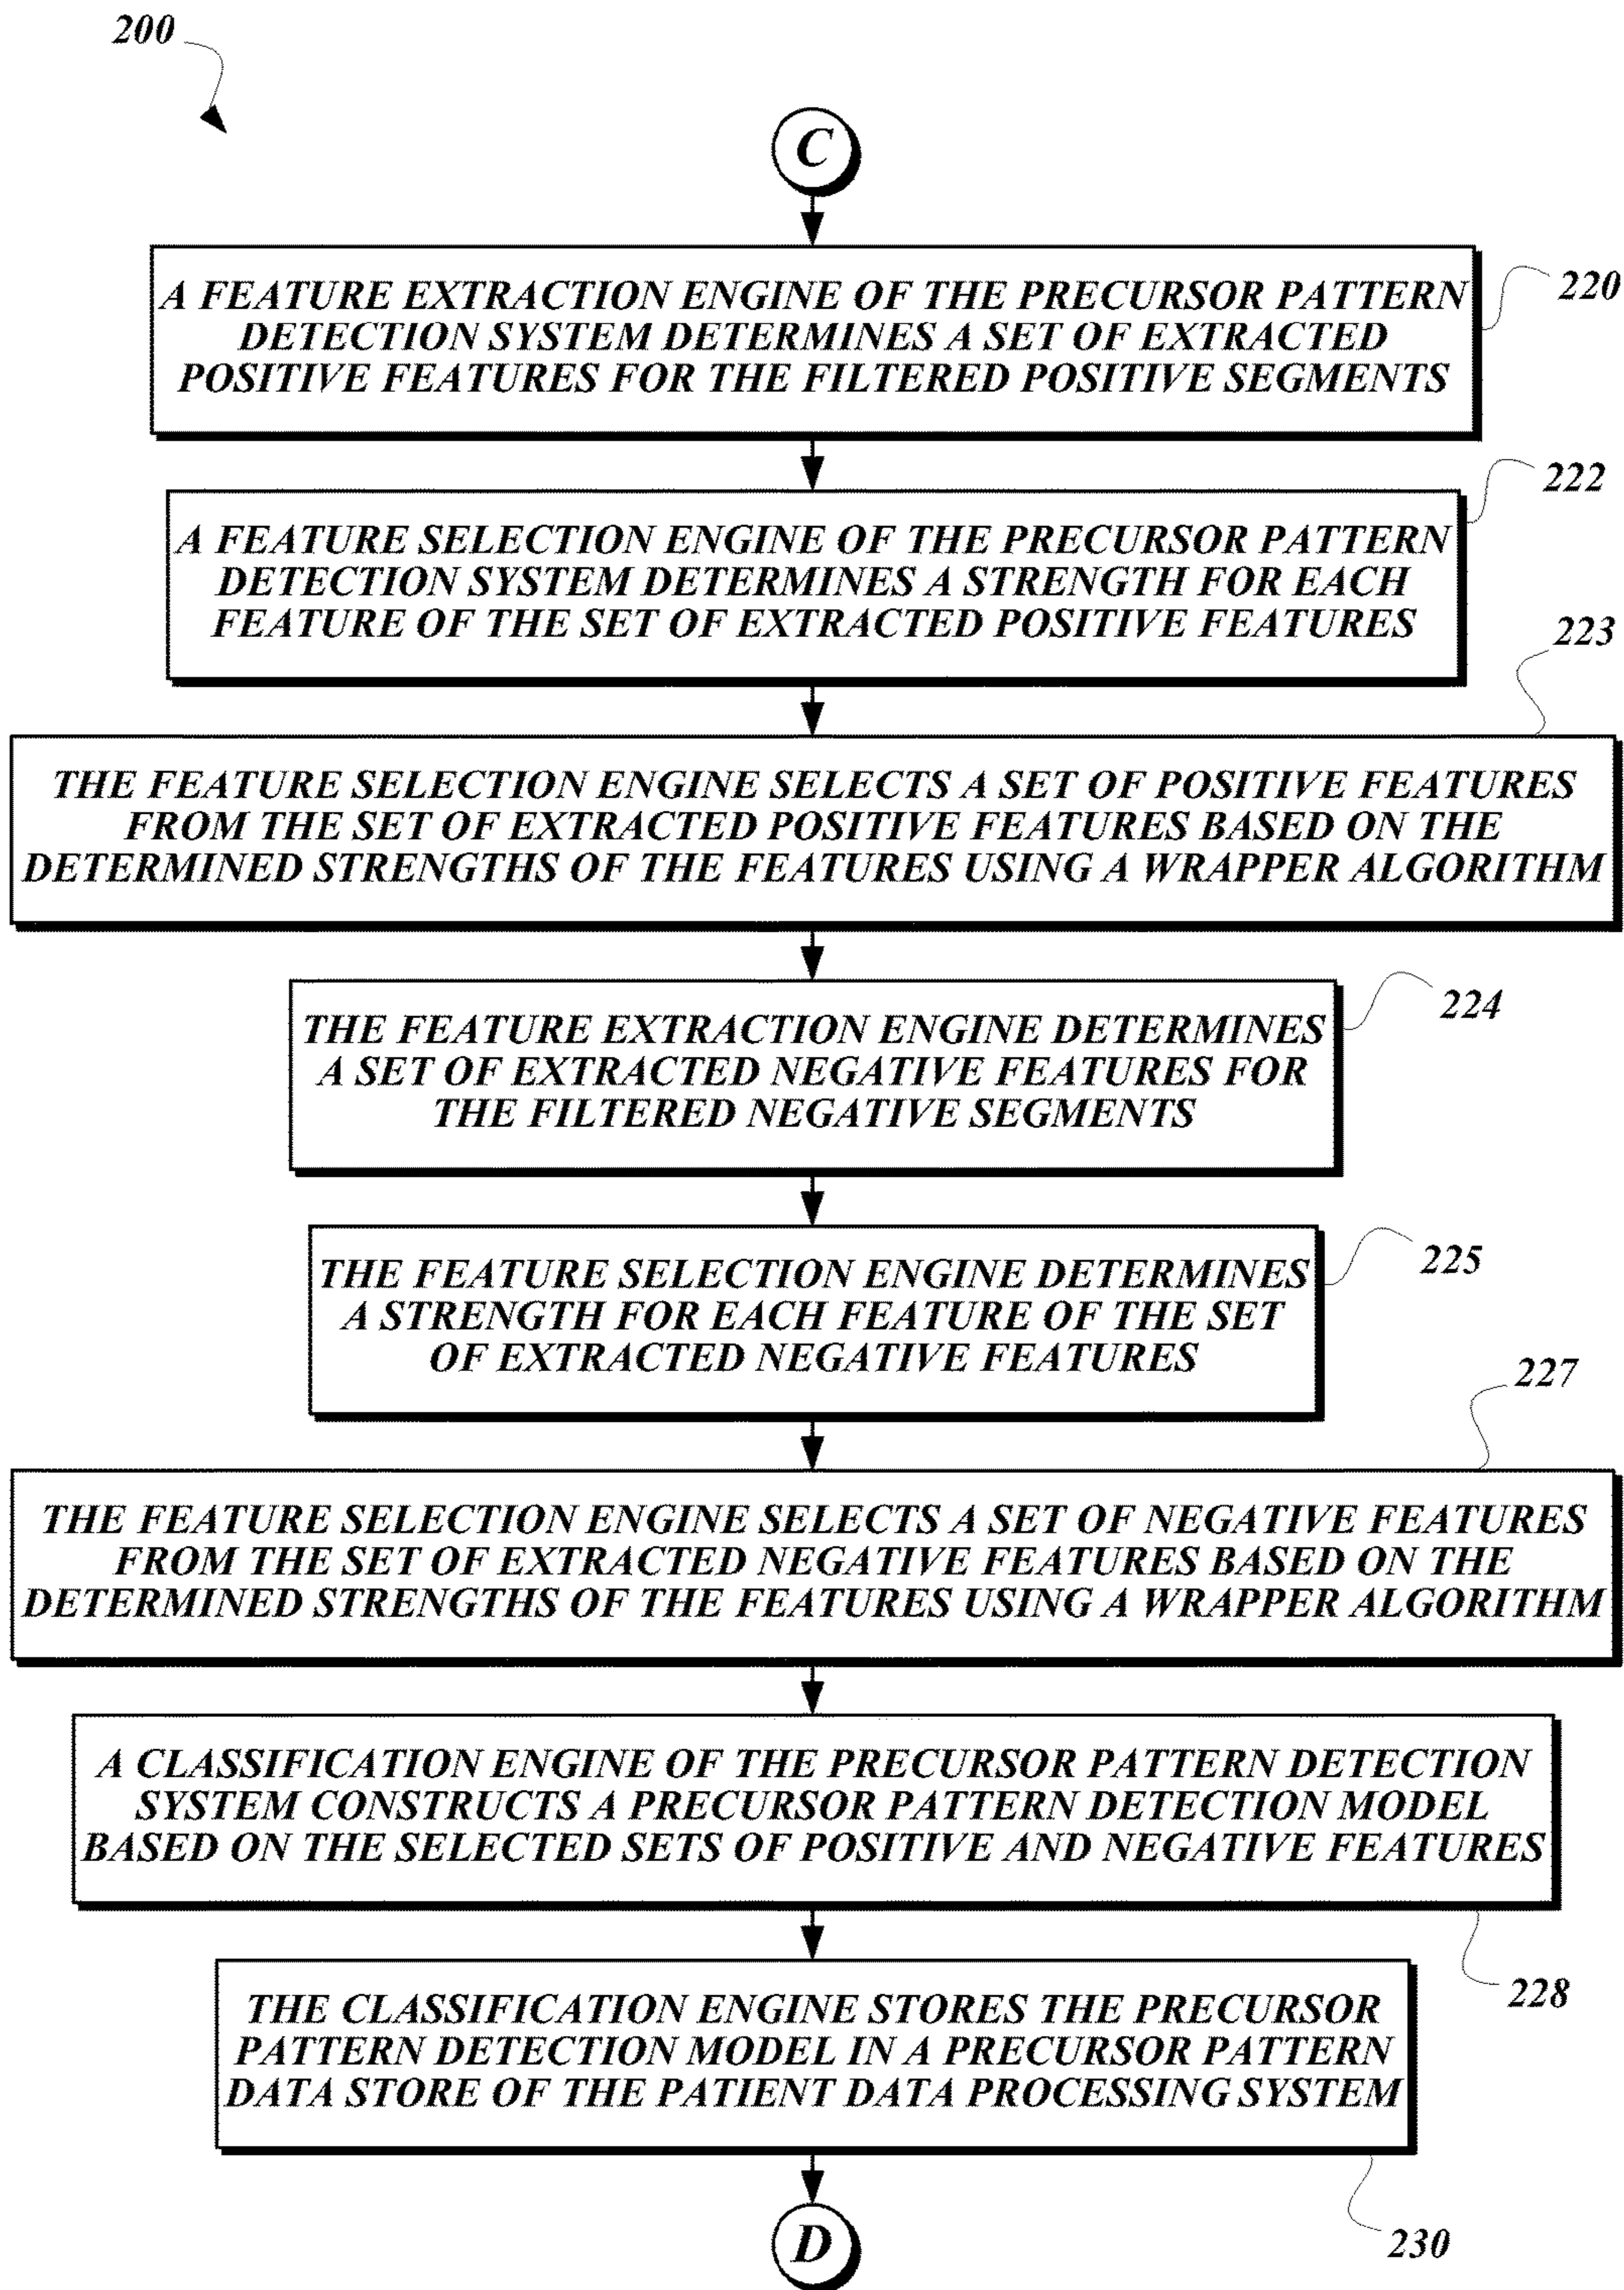 200
C
A FEATURE EXTRACTION ENGINE OF THE PRECURSOR PATTERN
DETECTION SYSTEM DETERMINES A SET OF EXTRACTED
POSITIVE FEATURES FOR THE FILTERED POSITIVE SEGMENTS
220
A FEATURE SELECTION ENGINE OF THE PRECURSOR PATTERN
DETECTION SYSTEM DETERMINES A STRENGTH FOR EACH
FEATURE OF THE SET OF EXTRACTED POSITIVE FEATURES
222
THE FEATURE SELECTION ENGINE SELECTS A SET OF POSITIVE FEATURES
FROM THE SET OF EXTRACTED POSITIVE FEATURES BASED ON THE
DETERMINED STRENGTHS OF THE FEATURES USING A WRAPPER ALGORITHM
223
THE FEATURE EXTRACTION ENGINE DETERMINES
A SET OF EXTRACTED NEGATIVE FEATURES FOR
THE FILTERED NEGATIVE SEGMENTS
224
THE FEATURE SELECTION ENGINE DETERMINES
A STRENGTH FOR EACH FEATURE OF THE SET
OF EXTRACTED NEGATIVE FEATURES
225
THE FEATURE SELECTION ENGINE SELECTS A SET OF NEGATIVE FEATURES
FROM THE SET OF EXTRACTED NEGATIVE FEATURES BASED ON THE
DETERMINED STRENGTHS OF THE FEATURES USING A WRAPPER ALGORITHM
227
A CLASSIFICATION ENGINE OF THE PRECURSOR PATTERN DETECTION
SYSTEM CONSTRUCTS A PRECURSOR PATTERN DETECTION MODEL
BASED ON THE SELECTED SETS OF POSITIVE AND NEGATIVE FEATURES
228
THE CLASSIFICATION ENGINE STORES THE PRECURSOR
PATTERN DETECTION MODEL IN A PRECURSOR PATTERN
DATA STORE OF THE PATIENT DATA PROCESSING SYSTEM
230
D